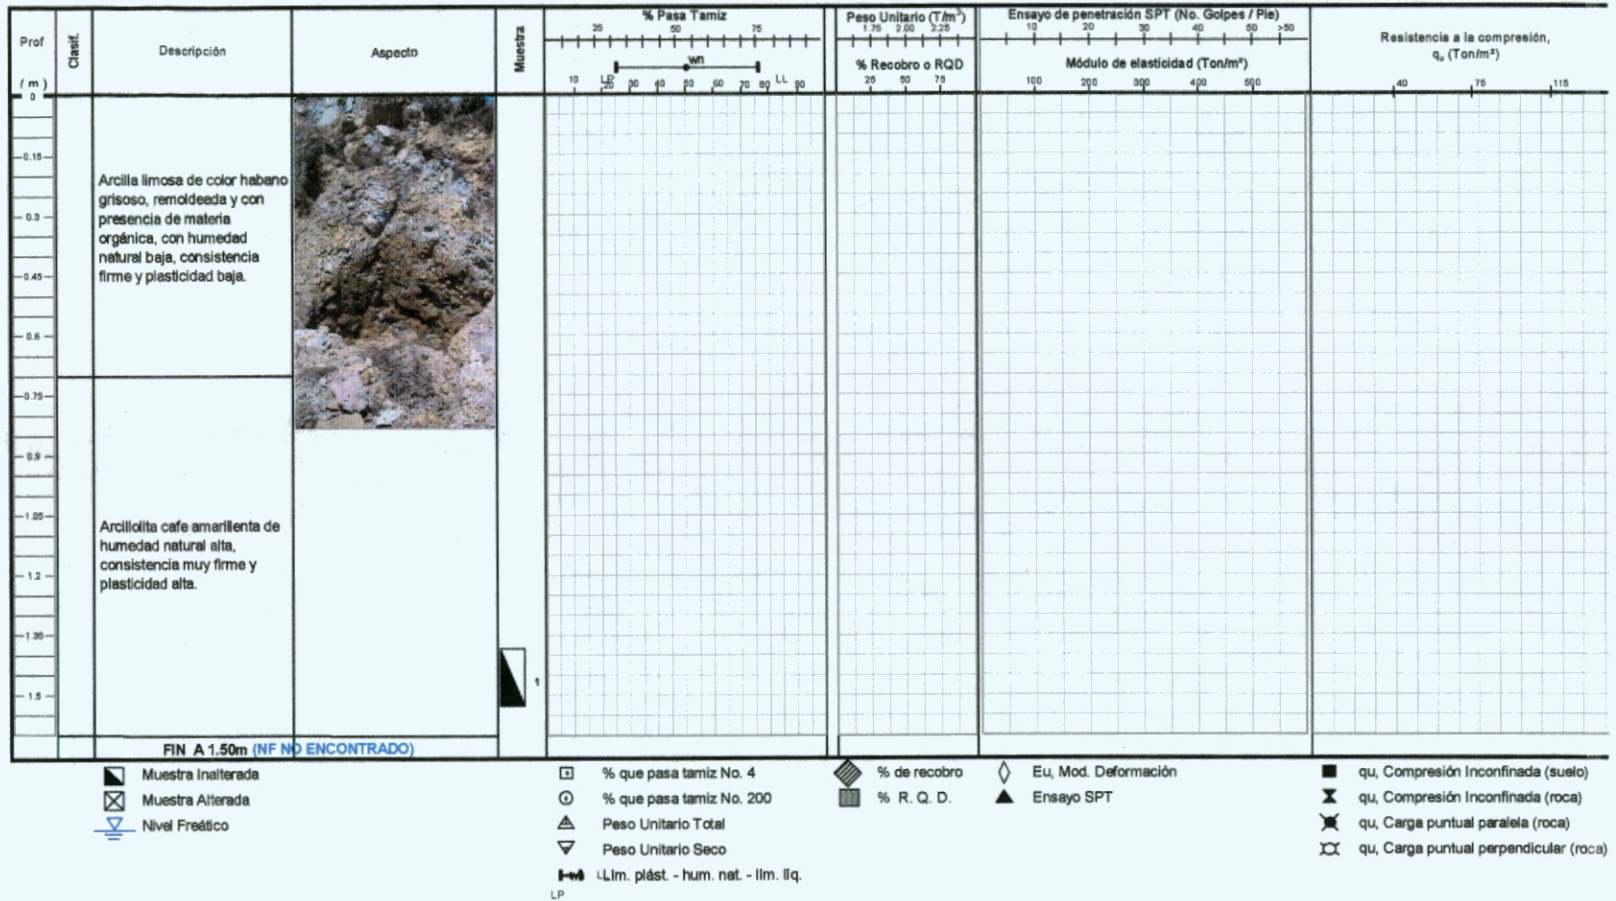 Prof
( m )
Clasif.
Descripción
Aspecto
Muestra
% Pasa Tamiz
25 50 75
wn
LP LL
10 20 30 40 50 60 70 80 90
Peso Unitario (T/m³)
1.75 2.00 2.25
% Recobro o RQD
25 50 75
Ensayo de penetración SPT (No. Golpes / Pie)
10 20 30 40 50 >50
Módulo de elasticidad (Ton/m²)
100 200 300 400 500
Resistencia a la compresión,
qᵤ (Ton/m²)
40 75 115
0
0.15
0.3
0.45
0.6
0.75
0.9
1.05
1.2
1.35
1.5
Arcilla limosa de color habano
grisoso, remoldeada y con
presencia de materia
orgánica, con humedad
natural baja, consistencia
firme y plasticidad baja.
Arcillolita cafe amarillenta de
humedad natural alta,
consistencia muy firme y
plasticidad alta.
1
FIN A 1.50m (NF NO ENCONTRADO)
Muestra Inalterada
Muestra Alterada
Nivel Freático
% que pasa tamiz No. 4
% que pasa tamiz No. 200
Peso Unitario Total
Peso Unitario Seco
LLIm. plást. - hum. nat. - lIm. líq.
LP
% de recobro
% R. Q. D.
Eu, Mod. Deformación
Ensayo SPT
qu, Compresión Inconfinada (suelo)
qu, Compresión Inconfinada (roca)
qu, Carga puntual paralela (roca)
qu, Carga puntual perpendicular (roca)